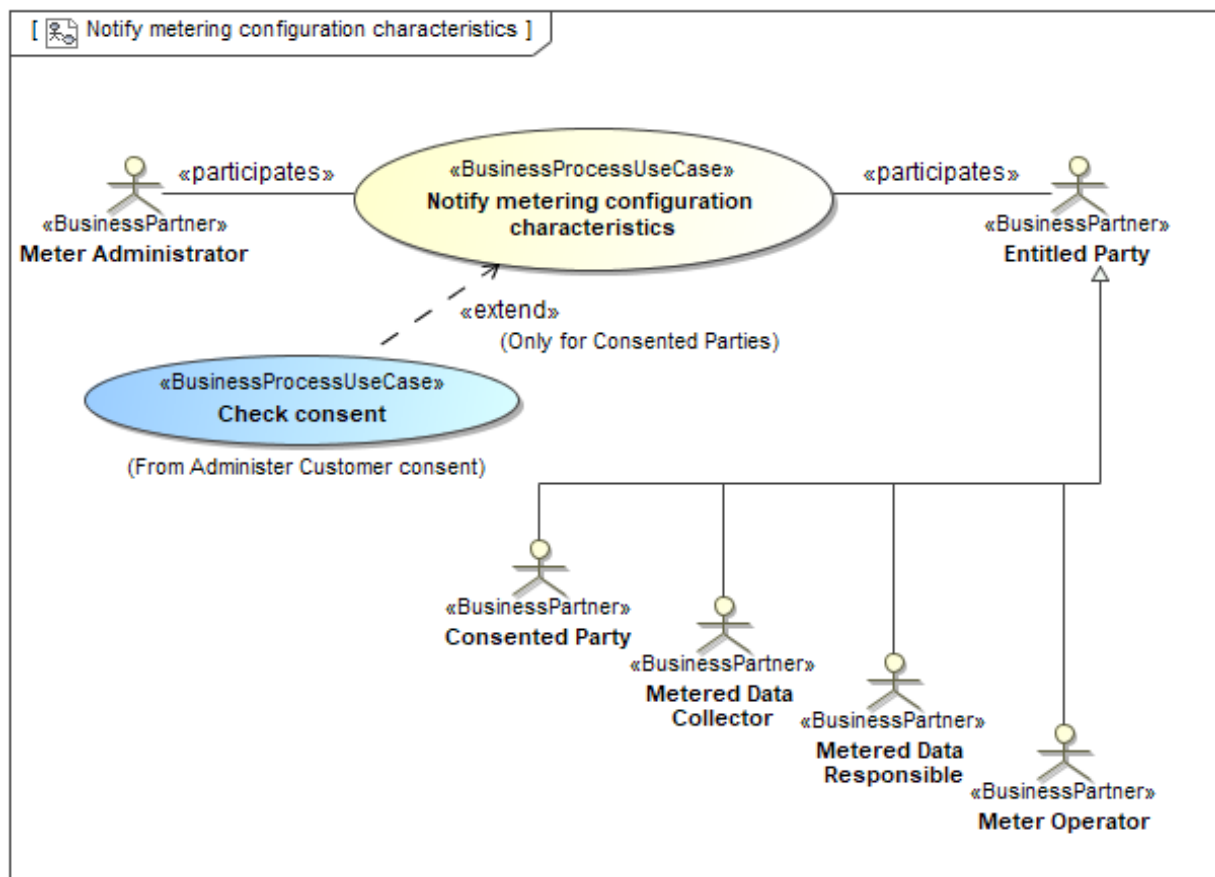 [ Notify metering configuration characteristics ]
«participates»
«BusinessProcessUseCase»
Notify metering configuration
characteristics
«participates»
«BusinessPartner»
Meter Administrator
«BusinessPartner»
Entitled Party
«extend»
(Only for Consented Parties)
«BusinessProcessUseCase»
Check consent
(From Administer Customer consent)
«BusinessPartner»
Consented Party
«BusinessPartner»
Metered Data
Collector
«BusinessPartner»
Metered Data
Responsible
«BusinessPartner»
Meter Operator